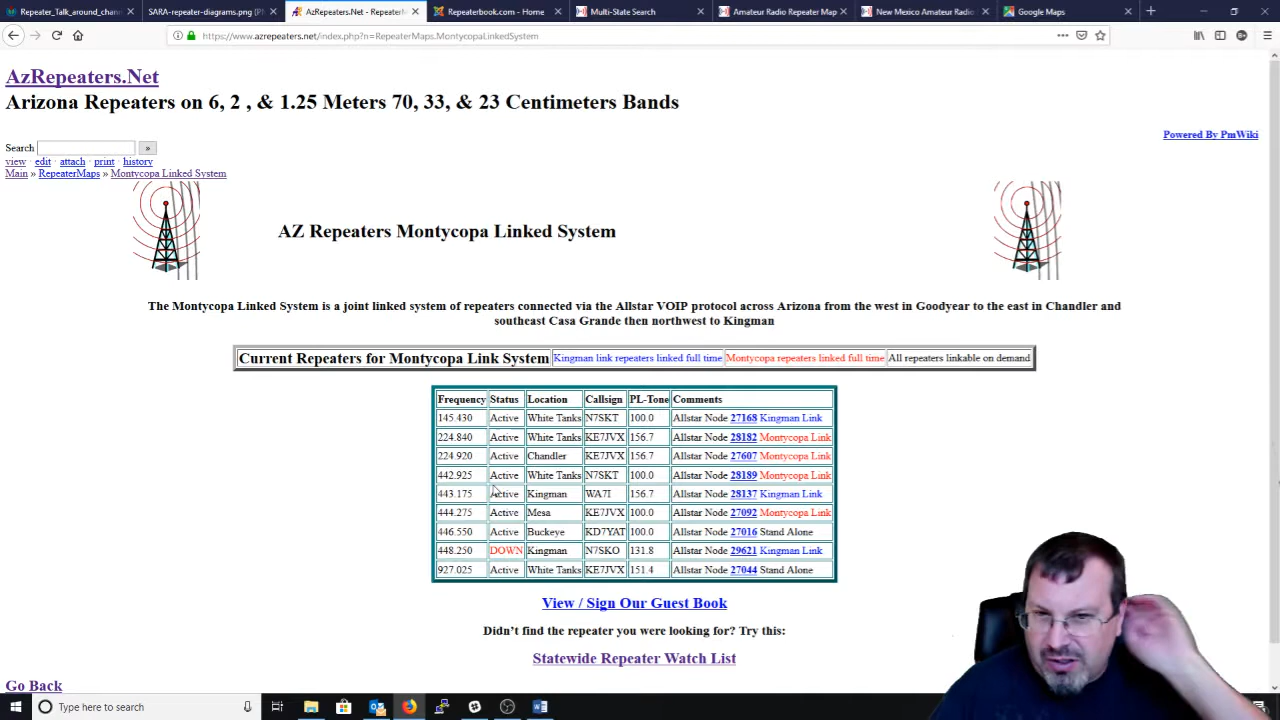 Repeater_Talk_around_chann
SARA-repeater-diagrams.png (
AzRepeaters.Net - Repeater
Repeaterbook.com - Home
Multi-State Search
Amateur Radio Repeater Map
New Mexico Amateur Radio
Google Maps
https://www.azrepeaters.net/index.php?n=RepeaterMaps.MontycopaLinkedSystem
AzRepeaters.Net
Arizona Repeaters on 6, 2 , & 1.25 Meters 70, 33, & 23 Centimeters Bands
Powered By PmWiki
Search »
view · edit · attach · print · history
Main » RepeaterMaps » Montycopa Linked System
AZ Repeaters Montycopa Linked System
The Montycopa Linked System is a joint linked system of repeaters connected via the Allstar VOIP protocol across Arizona from the west in Goodyear to the east in Chandler and
southeast Casa Grande then northwest to Kingman
Current Repeaters for Montycopa Link System Kingman link repeaters linked full time Montycopa repeaters linked full time All repeaters linkable on demand
Frequency Status Location Callsign PL-Tone Comments
145.430 Active White Tanks N7SKT 100.0 Allstar Node 27168 Kingman Link
224.840 Active White Tanks KE7JVX 156.7 Allstar Node 28182 Montycopa Link
224.920 Active Chandler KE7JVX 156.7 Allstar Node 27607 Montycopa Link
442.925 Active White Tanks N7SKT 100.0 Allstar Node 28189 Montycopa Link
443.175 Active Kingman WA7I 156.7 Allstar Node 28137 Kingman Link
444.275 Active Mesa KE7JVX 100.0 Allstar Node 27092 Montycopa Link
446.550 Active Buckeye KD7YAT 100.0 Allstar Node 27016 Stand Alone
448.250 DOWN Kingman N7SKO 131.8 Allstar Node 29621 Kingman Link
927.025 Active White Tanks KE7JVX 151.4 Allstar Node 27044 Stand Alone
View / Sign Our Guest Book
Didn't find the repeater you were looking for? Try this:
Statewide Repeater Watch List
Go Back
Type here to search